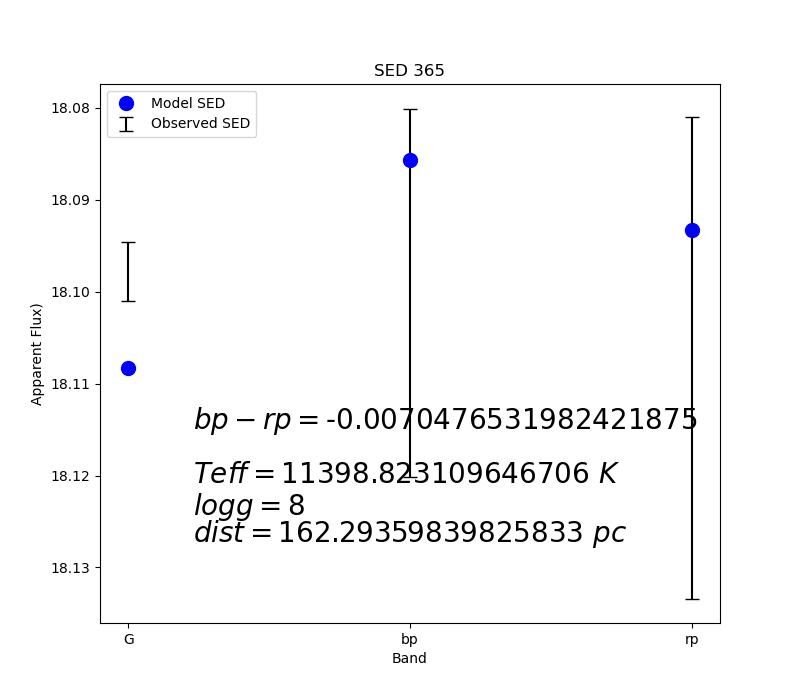 SED 365
Model SED
Observed SED
18.08
18.09
18.10
18.11
18.12
18.13
Apparent Flux)
bp − rp = -0.0070476531982421875
Teff = 11398.823109646706 K
logg = 8
dist = 162.29359839825833 pc
G bp rp
Band